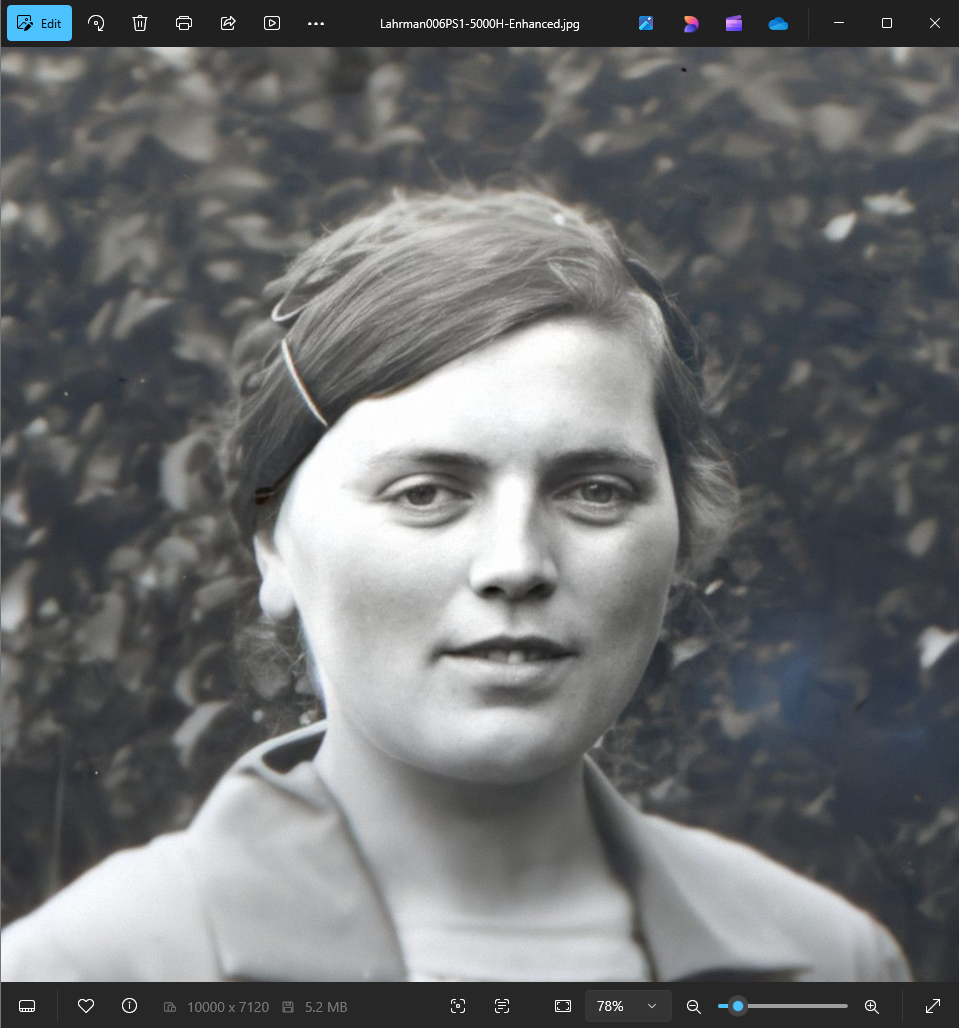 Edit
Lahrman006PS1-5000H-Enhanced.jpg
10000 x 7120
5.2 MB
78%